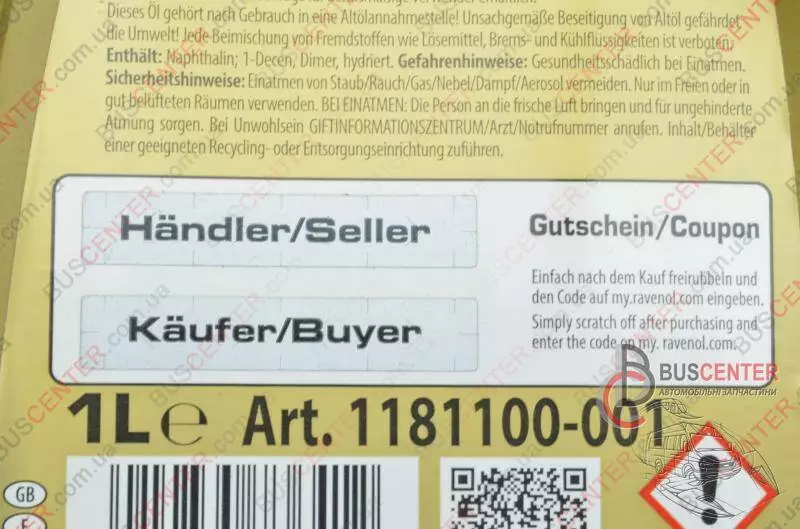 Dieses Öl gehört nach Gebrauch in eine Altölannahmestelle! Unsachgemäße Beseitigung von Altöl gefährdet
die Umwelt! Jede Beimischung von Fremdstoffen wie Lösemittel, Brems- und Kühlflüssigkeiten ist verboten.
Enthält: Naphthalin; 1-Decen, Dimer, hydriert. Gefahrenhinweise: Gesundheitsschädlich bei Einatmen.
Sicherheitshinweise: Einatmen von Staub/Rauch/Gas/Nebel/Dampf/Aerosol vermeiden. Nur im Freien oder in
gut belüfteten Räumen verwenden. BEI EINATMEN: Die Person an die frische Luft bringen und für ungehinderte
Atmung sorgen. Bei Unwohlsein GIFTINFORMATIONSZENTRUM/Arzt/Notrufnummer anrufen. Inhalt/Behälter
einer geeigneten Recycling- oder Entsorgungseinrichtung zuführen.
Händler/Seller
Käufer/Buyer
Gutschein/Coupon
Einfach nach dem Kauf freirubbeln und
den Code auf my.ravenol.com eingeben.
Simply scratch off after purchasing and
enter the code on my. ravenol.com.
BUSCENTER
АВТОМОБІЛЬНІ ЗАПЧАСТИНИ
1L e Art. 1181100-001
GB
BUSCENTER.com.ua